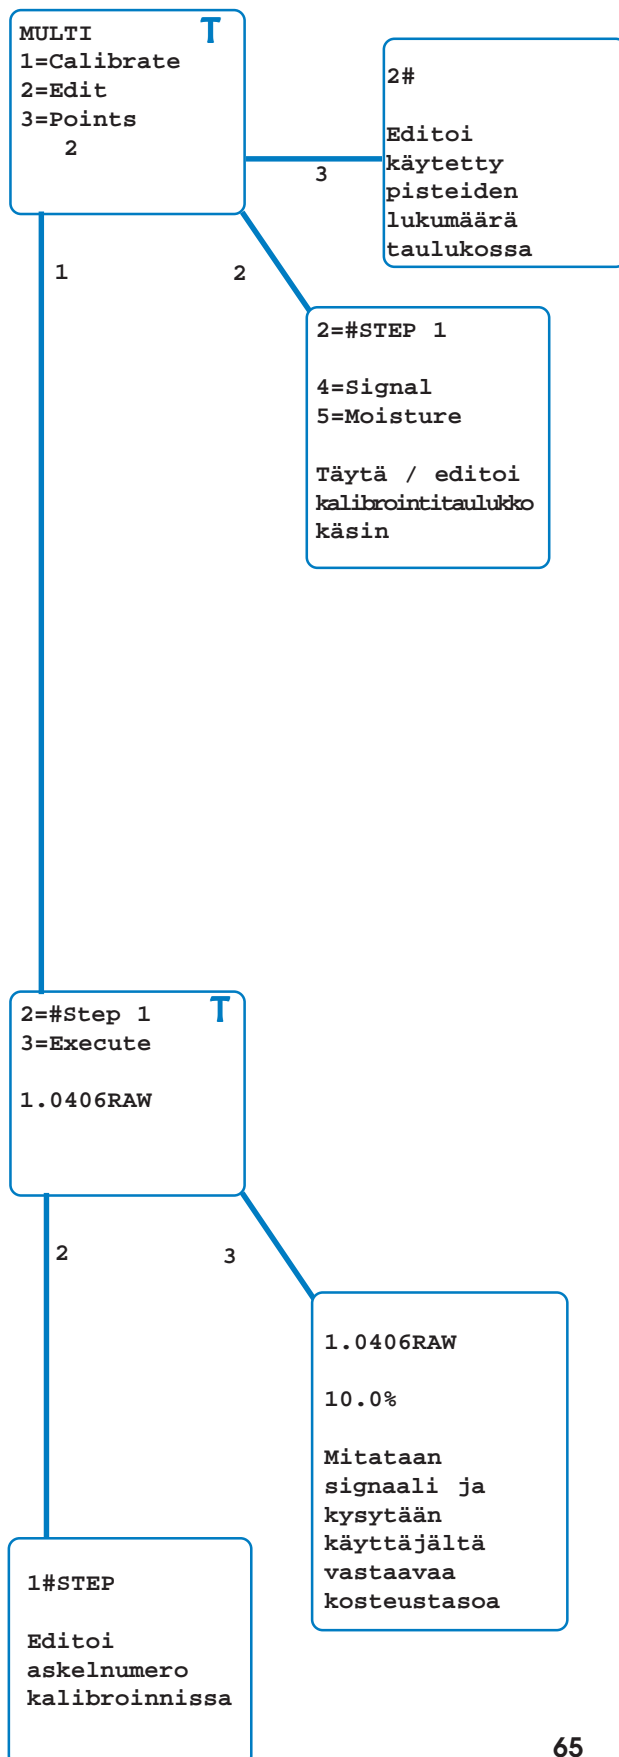 MULTI T
1=Calibrate
2=Edit
3=Points
2
2#
Editoi
käytetty
pisteiden
lukumäärä
taulukossa
3
1
2
2=#STEP 1
4=Signal
5=Moisture
Täytä / editoi
kalibrointitaulukko
käsin
2=#Step 1 T
3=Execute
1.0406RAW
2
3
1.0406RAW
10.0%
Mitataan
signaali ja
kysytään
käyttäjältä
vastaavaa
kosteustasoa
1#STEP
Editoi
askelnumero
kalibroinnissa
65